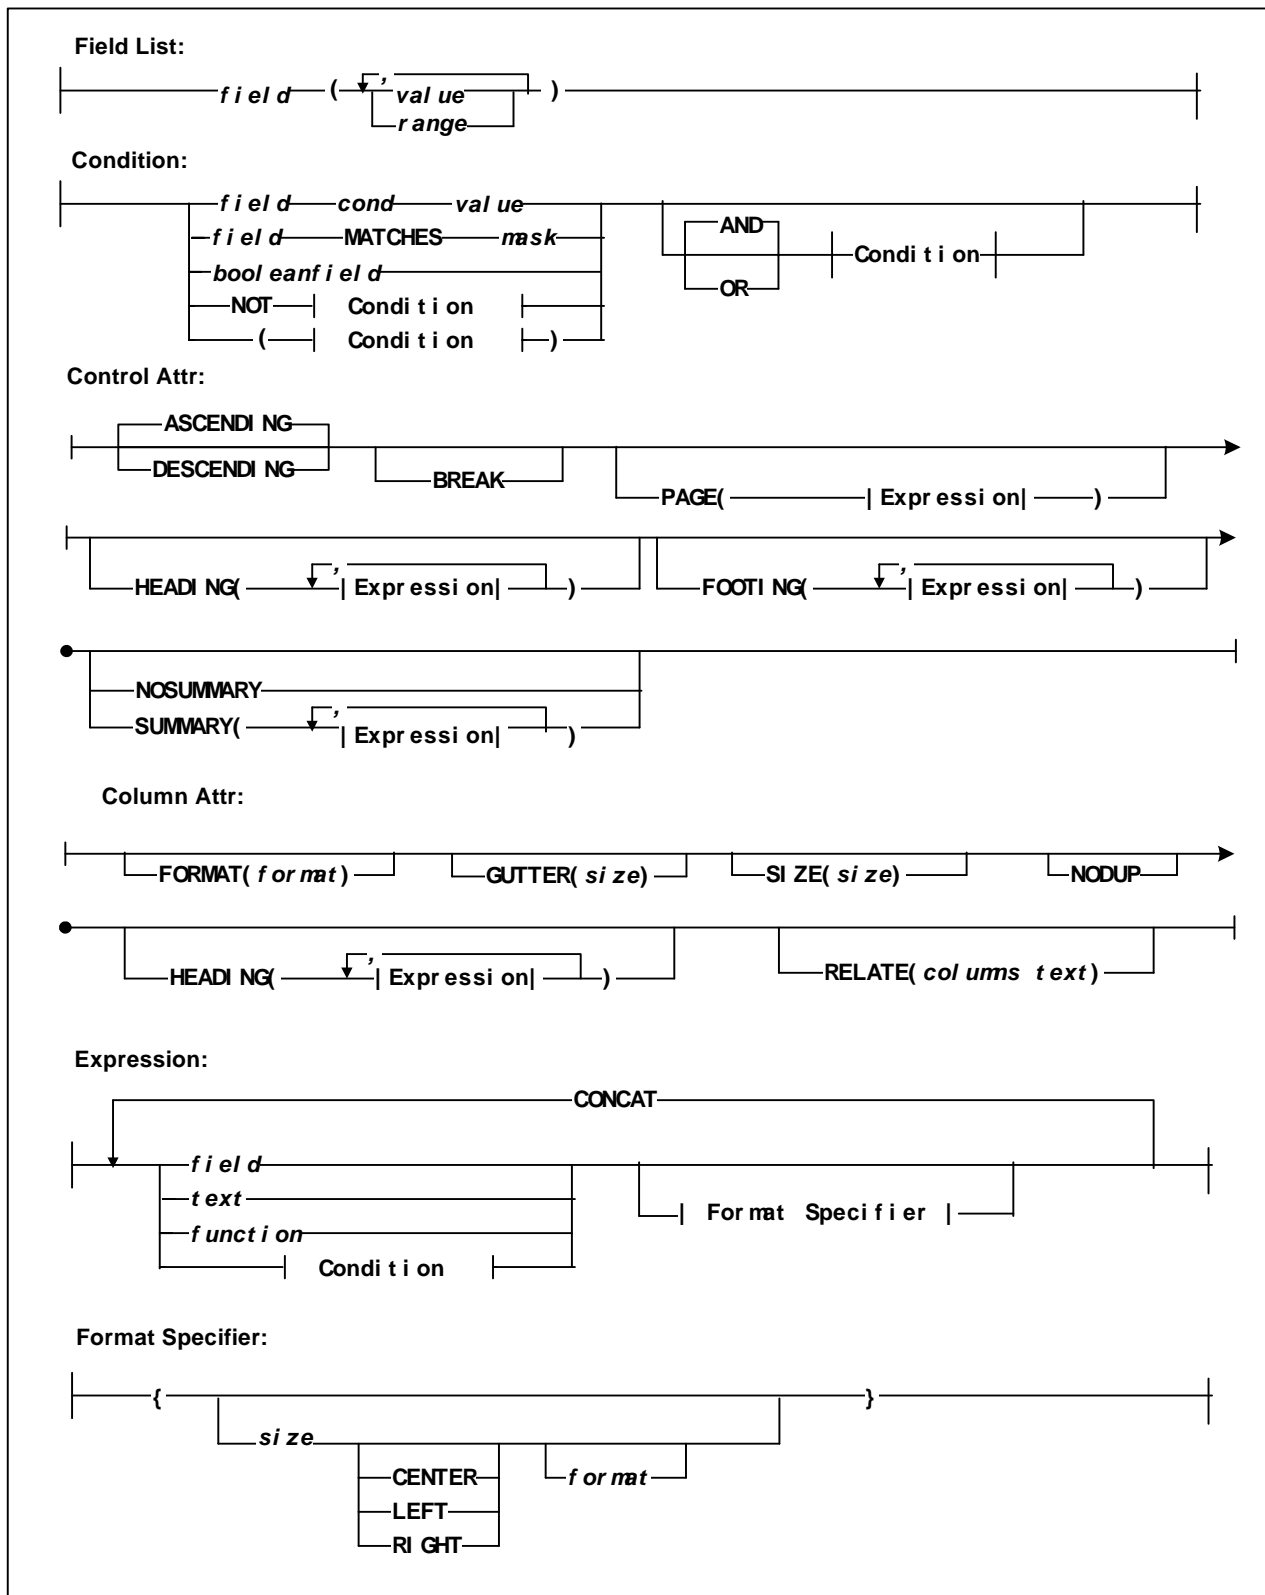 Field List:
,
field ( value )
range
Condition:
field cond value
AND
field MATCHES mask
booleanfield
Condition
NOT Condition
OR
( Condition )
Control Attr:
ASCENDING
DESCENDING
BREAK
PAGE( |Expression| )
, ,
HEADING( |Expression| ) FOOTING( |Expression| )
NOSUMMARY
,
SUMMARY( |Expression| )
Column Attr:
FORMAT(format) GUTTER(size) SIZE(size) NODUP
,
HEADING( |Expression| ) RELATE(columns text)
Expression:
CONCAT
field
text
| Format Specifier |
function
Condition
Format Specifier:
{ }
size
CENTER format
LEFT
RIGHT